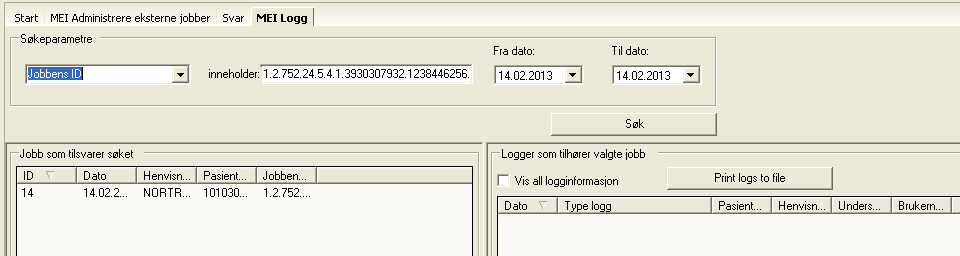 Start MEI Administrere eksterne jobber Svar MEI Logg
Søkeparametre
Fra dato: Til dato:
Jobbens ID inneholder: 1.2.752.24.5.4.1.3930307932.1238446256. 14.02.2013 14.02.2013
Søk
Jobb som tilsvarer søket
ID Dato Henvisn... Pasient... Jobben...
14 14.02.2... NORTR... 101030... 1.2.752....
Logger som tilhører valgte jobb
Vis all logginformasjon Print logs to file
Dato Type logg Pasient... Henvisn... Unders... Brukern...